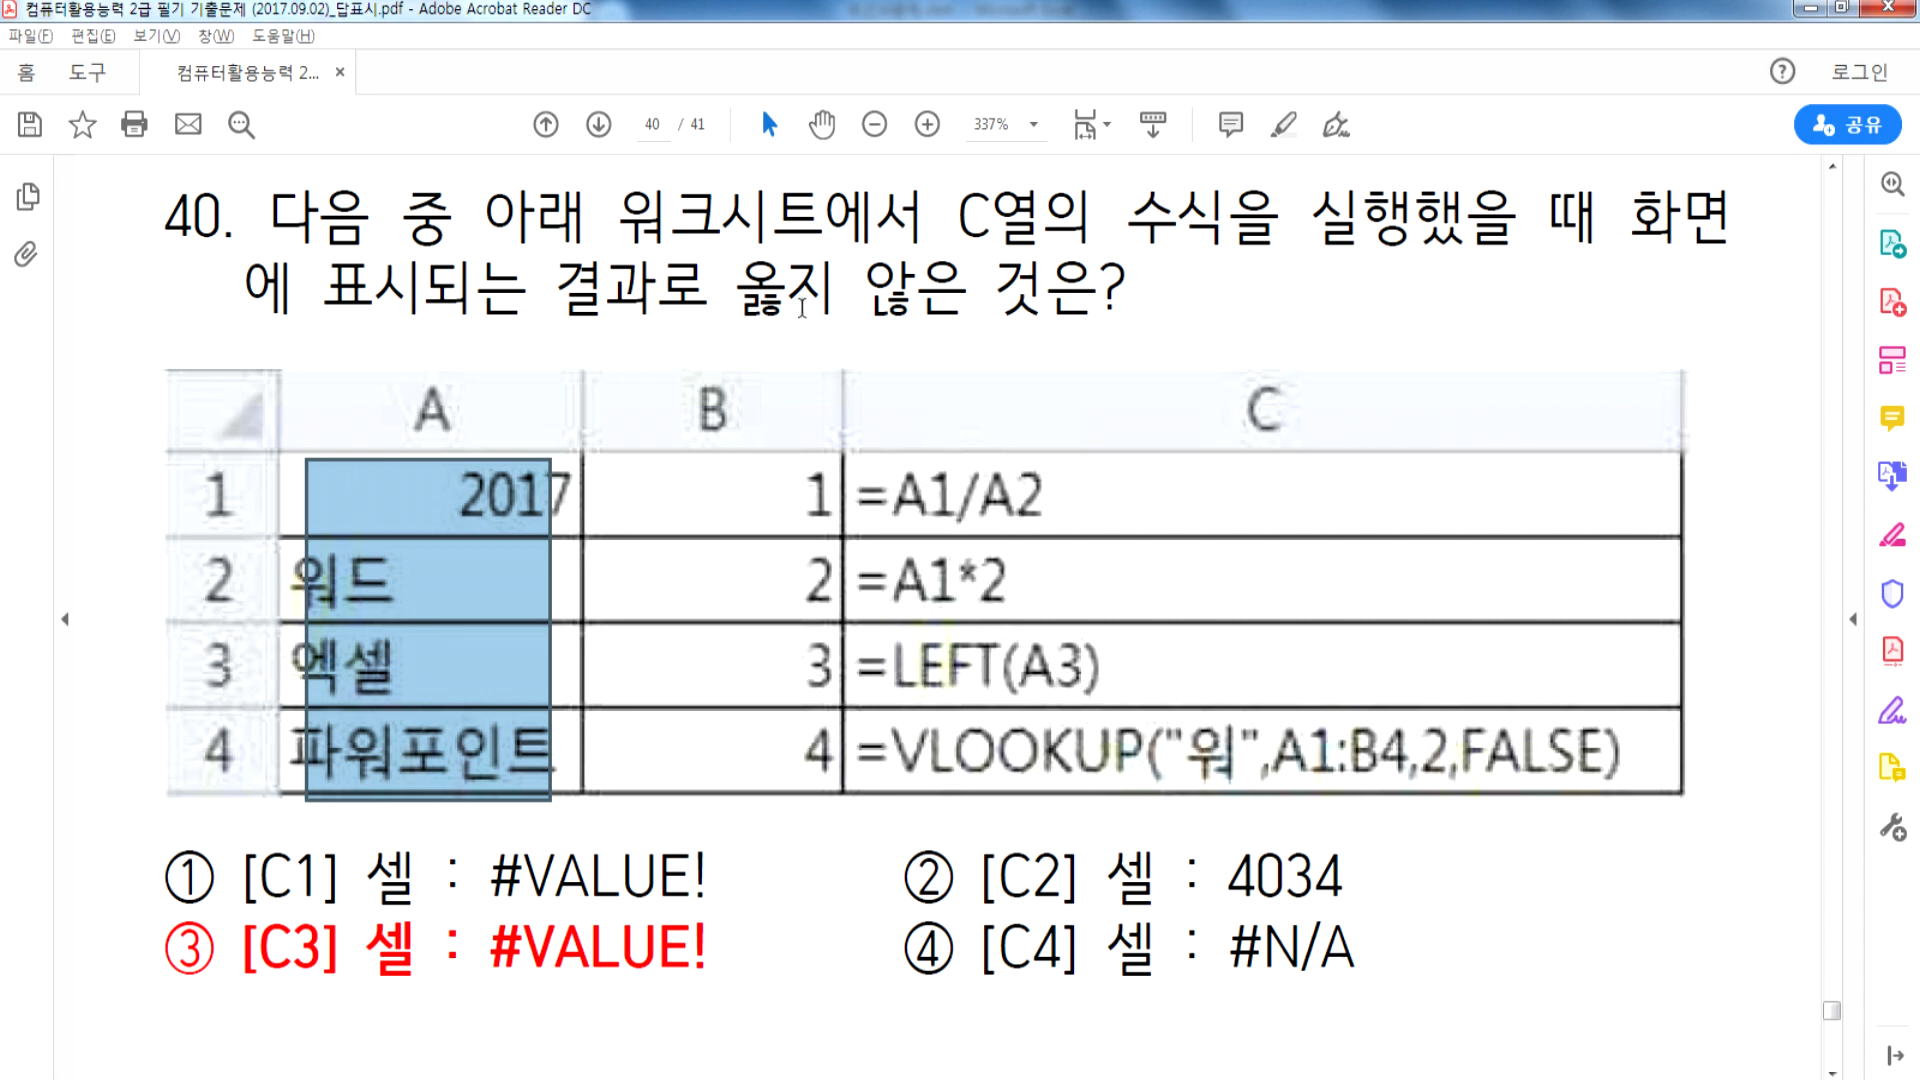 컴퓨터활용능력 2급 필기 기출문제 (2017.09.02)_답표시.pdf - Adobe Acrobat Reader DC
파일(F) 편집(E) 보기(V) 창(W) 도움말(H)
홈 도구 컴퓨터활용능력 2... × 로그인
40 / 41 337% 공유
40. 다음 중 아래 워크시트에서 C열의 수식을 실행했을 때 화면
에 표시되는 결과로 옳지 않은 것은?
A B C
1 2017 1 =A1/A2
2 워드 2 =A1*2
3 엑셀 3 =LEFT(A3)
4 파워포인트 4 =VLOOKUP("워",A1:B4,2,FALSE)
① [C1] 셀 : #VALUE! ② [C2] 셀 : 4034
③ [C3] 셀 : #VALUE! ④ [C4] 셀 : #N/A